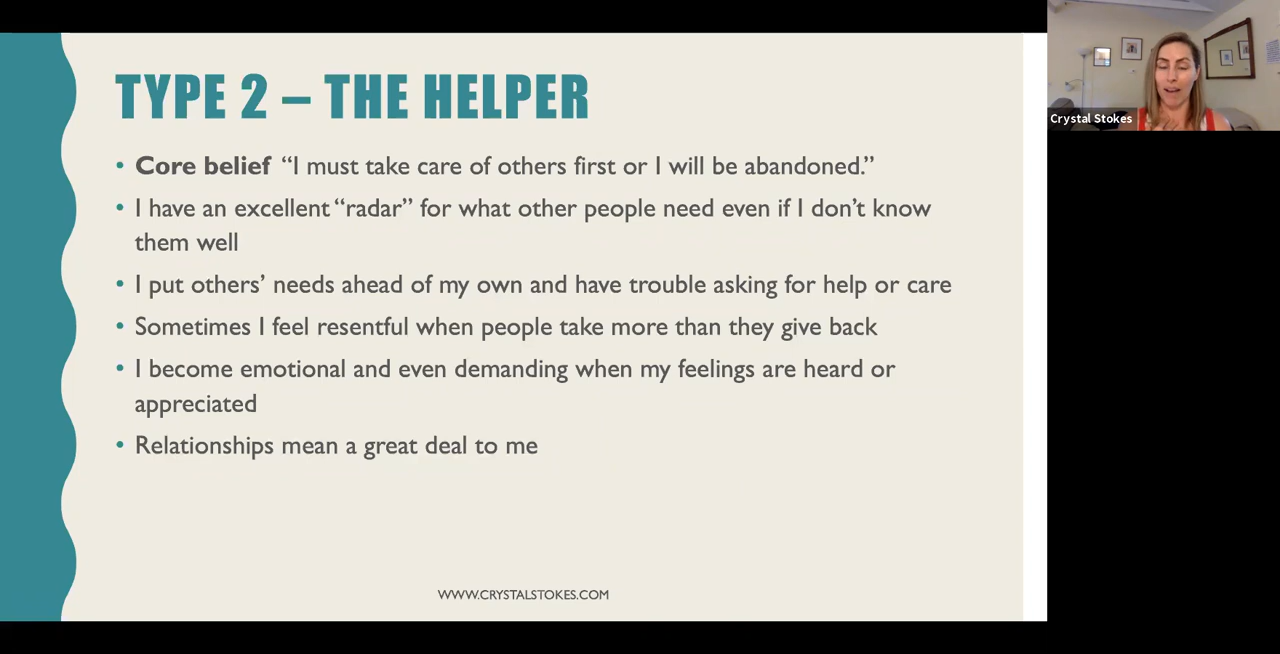 TYPE 2 – THE HELPER
• Core belief “I must take care of others first or I will be abandoned.”
• I have an excellent “radar” for what other people need even if I don’t know
them well
• I put others’ needs ahead of my own and have trouble asking for help or care
• Sometimes I feel resentful when people take more than they give back
• I become emotional and even demanding when my feelings are heard or
appreciated
• Relationships mean a great deal to me
WWW.CRYSTALSTOKES.COM
Crystal Stokes